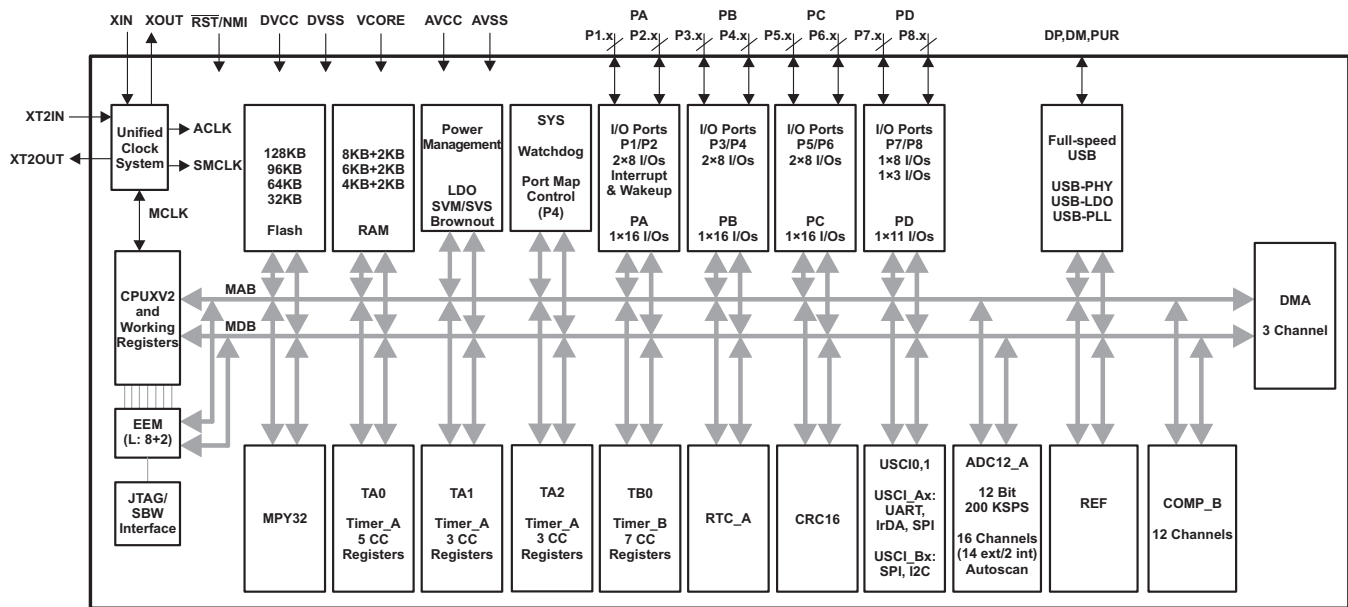 XIN
XOUT
RST/NMI
DVCC
DVSS
VCORE
AVCC
AVSS
PA
P1.x
P2.x
PB
P3.x
P4.x
PC
P5.x
P6.x
PD
P7.x
P8.x
DP,DM,PUR
XT2IN
XT2OUT
Unified
Clock
System
ACLK
SMCLK
MCLK
128KB
96KB
64KB
32KB
Flash
8KB+2KB
6KB+2KB
4KB+2KB
RAM
Power
Management
LDO
SVM/SVS
Brownout
SYS
Watchdog
Port Map
Control
(P4)
I/O Ports
P1/P2
2×8 I/Os
Interrupt
& Wakeup
PA
1×16 I/Os
I/O Ports
P3/P4
2×8 I/Os
PB
1×16 I/Os
I/O Ports
P5/P6
2×8 I/Os
PC
1×16 I/Os
I/O Ports
P7/P8
1×8 I/Os
1×3 I/Os
PD
1×11 I/Os
Full-speed
USB
USB-PHY
USB-LDO
USB-PLL
CPUXV2
and
Working
Registers
MAB
MDB
DMA
3 Channel
EEM
(L: 8+2)
JTAG/
SBW
Interface
MPY32
TA0
Timer_A
5 CC
Registers
TA1
Timer_A
3 CC
Registers
TA2
Timer_A
3 CC
Registers
TB0
Timer_B
7 CC
Registers
RTC_A
CRC16
USCI0,1
USCI_Ax:
UART,
IrDA, SPI
USCI_Bx:
SPI, I2C
ADC12_A
12 Bit
200 KSPS
16 Channels
(14 ext/2 int)
Autoscan
REF
COMP_B
12 Channels